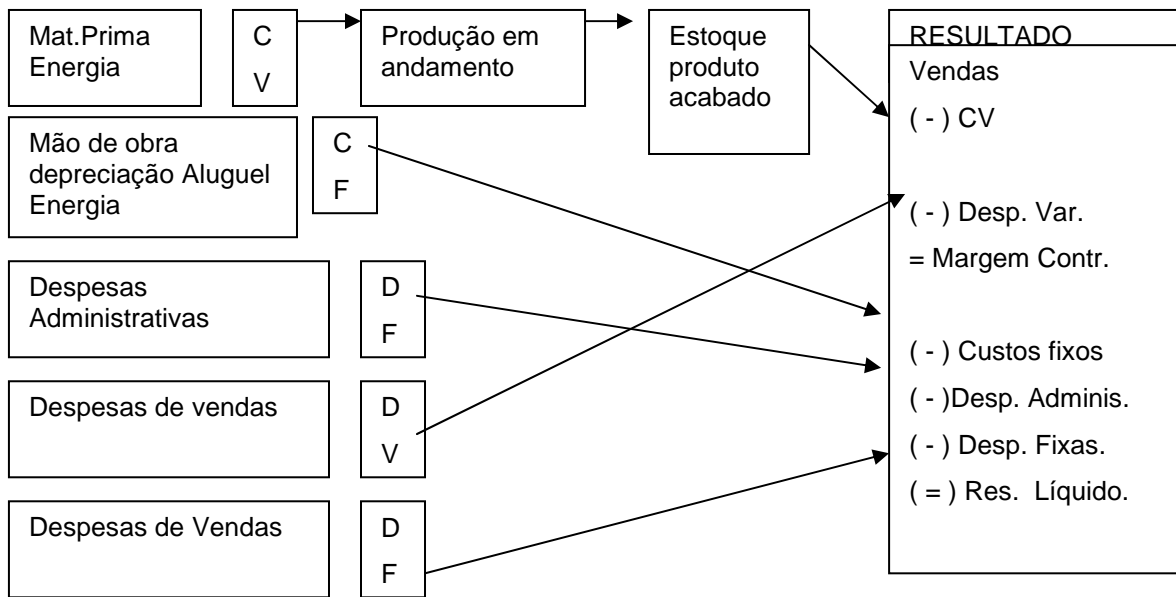 Mat.Prima
Energia
C
V
Produção em
andamento
Estoque
produto
acabado
RESULTADO
Vendas
( - ) CV
( - ) Desp. Var.
= Margem Contr.
( - ) Custos fixos
( - )Desp. Adminis.
( - ) Desp. Fixas.
( = ) Res. Líquido.
Mão de obra
depreciação Aluguel
Energia
C
F
Despesas
Administrativas
D
F
Despesas de vendas
D
V
Despesas de Vendas
D
F